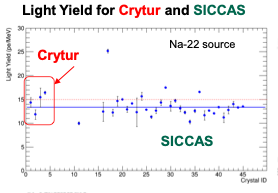 Light Yield for Crytur and SICCAS
Light Yield (pe/MeV)
30
25
20
15
10
5
0
Crytur
Na-22 source
SICCAS
0 5 10 15 20 25 30 35 40 45
Crystal ID